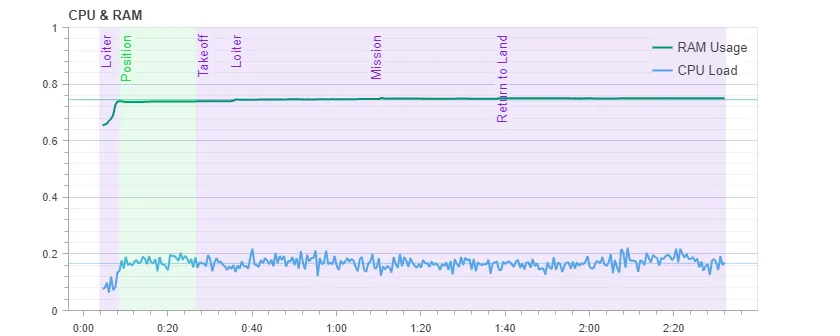 CPU & RAM
1
0.8
0.6
0.4
0.2
0
Loiter
Position
Takeoff
Loiter
Mission
Return to Land
RAM Usage
CPU Load
0:00 0:20 0:40 1:00 1:20 1:40 2:00 2:20